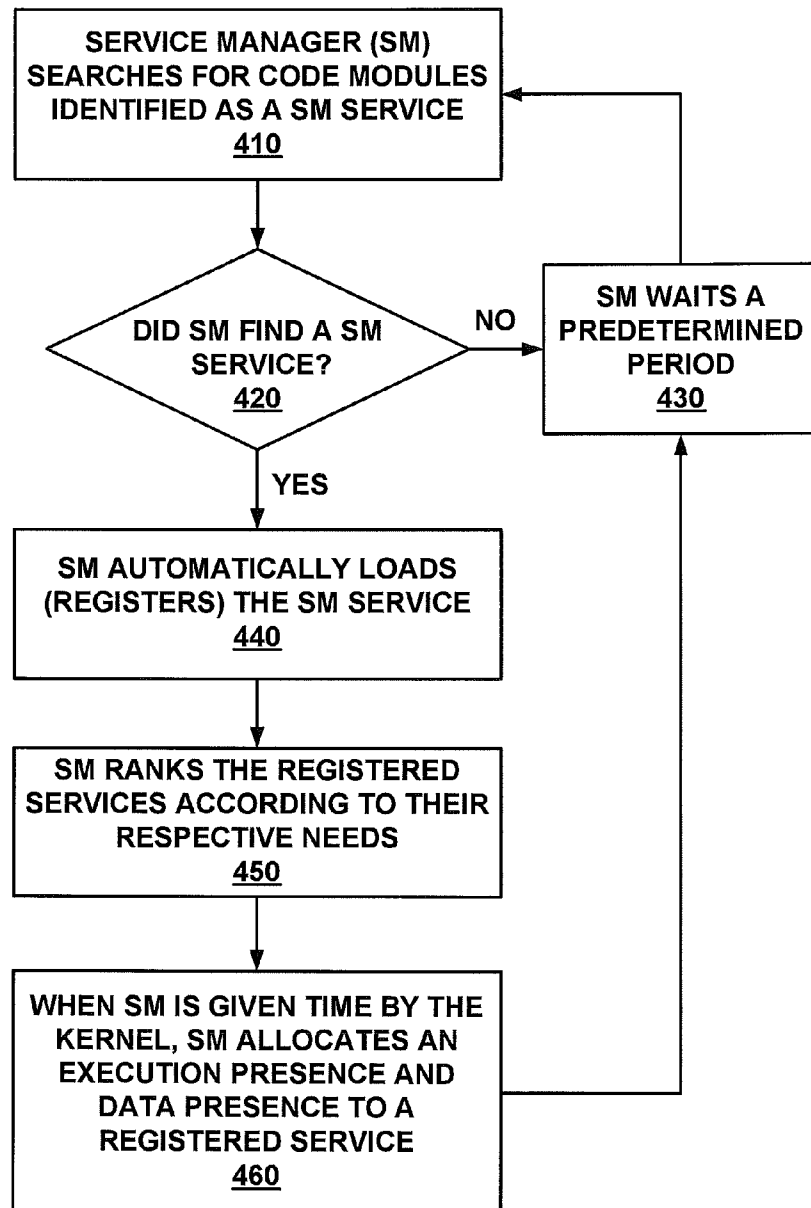 SERVICE MANAGER (SM)
SEARCHES FOR CODE MODULES
IDENTIFIED AS A SM SERVICE
410
DID SM FIND A SM
SERVICE?
420
NO
SM WAITS A
PREDETERMINED
PERIOD
430
YES
SM AUTOMATICALLY LOADS
(REGISTERS) THE SM SERVICE
440
SM RANKS THE REGISTERED
SERVICES ACCORDING TO THEIR
RESPECTIVE NEEDS
450
WHEN SM IS GIVEN TIME BY THE
KERNEL, SM ALLOCATES AN
EXECUTION PRESENCE AND
DATA PRESENCE TO A
REGISTERED SERVICE
460